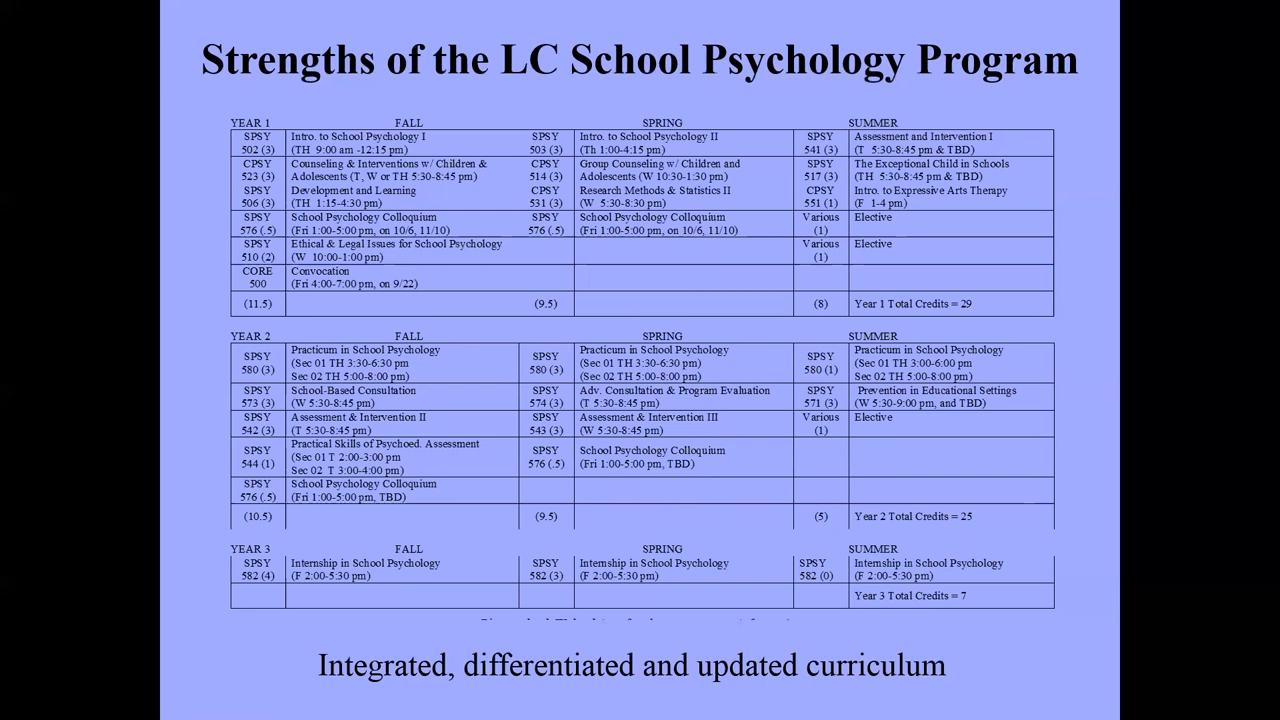 Strengths of the LC School Psychology Program
YEAR 1 FALL SPRING SUMMER
SPSY Intro. to School Psychology I SPSY Intro. to School Psychology II SPSY Assessment and Intervention I
502 (3) (TH 9:00 am -12:15 pm) 503 (3) (Th 1:00-4:15 pm) 541 (3) (T 5:30-8:45 pm & TBD)
CPSY Counseling & Interventions w/ Children & CPSY Group Counseling w/ Children and SPSY The Exceptional Child in Schools
523 (3) Adolescents (T, W or TH 5:30-8:45 pm) 514 (3) Adolescents (W 10:30-1:30 pm) 517 (3) (TH 5:30-8:45 pm & TBD)
SPSY Development and Learning CPSY Research Methods & Statistics II CPSY Intro. to Expressive Arts Therapy
506 (3) (TH 1:15-4:30 pm) 531 (3) (W 5:30-8:30 pm) 551 (1) (F 1-4 pm)
SPSY School Psychology Colloquium SPSY School Psychology Colloquium Various Elective
576 (.5) (Fri 1:00-5:00 pm, on 10/6, 11/10) 576 (.5) (Fri 1:00-5:00 pm, on 10/6, 11/10) (1)
SPSY Ethical & Legal Issues for School Psychology Various Elective
510 (2) (W 10:00-1:00 pm) (1)
CORE Convocation
500 (Fri 4:00-7:00 pm, on 9/22)
(11.5) (9.5) (8) Year 1 Total Credits = 29
YEAR 2 FALL SPRING SUMMER
SPSY Practicum in School Psychology SPSY Practicum in School Psychology SPSY Practicum in School Psychology
580 (3) (Sec 01 TH 3:30-6:30 pm 580 (3) (Sec 01 TH 3:30-6:30 pm) 580 (1) (Sec 01 TH 3:00-6:00 pm
Sec 02 TH 5:00-8:00 pm) (Sec 02 TH 5:00-8:00 pm) Sec 02 TH 5:00-8:00 pm)
SPSY School-Based Consultation SPSY Adv. Consultation & Program Evaluation SPSY Prevention in Educational Settings
573 (3) (W 5:30-8:45 pm) 574 (3) (T 5:30-8:45 pm) 571 (3) (W 5:30-9:00 pm, and TBD)
SPSY Assessment & Intervention II SPSY Assessment & Intervention III Various Elective
542 (3) (T 5:30-8:45 pm) 543 (3) (W 5:30-8:45 pm) (1)
SPSY Practical Skills of Psychoed. Assessment SPSY School Psychology Colloquium
544 (1) (Sec 01 T 2:00-3:00 pm 576 (.5) (Fri 1:00-5:00 pm, TBD)
Sec 02 T 3:00-4:00 pm)
SPSY School Psychology Colloquium
576 (.5) (Fri 1:00-5:00 pm, TBD)
(10.5) (9.5) (5) Year 2 Total Credits = 25
YEAR 3 FALL SPRING SUMMER
SPSY Internship in School Psychology SPSY Internship in School Psychology SPSY Internship in School Psychology
582 (4) (F 2:00-5:30 pm) 582 (3) (F 2:00-5:30 pm) 582 (0) (F 2:00-5:30 pm)
Year 3 Total Credits = 7
Integrated, differentiated and updated curriculum